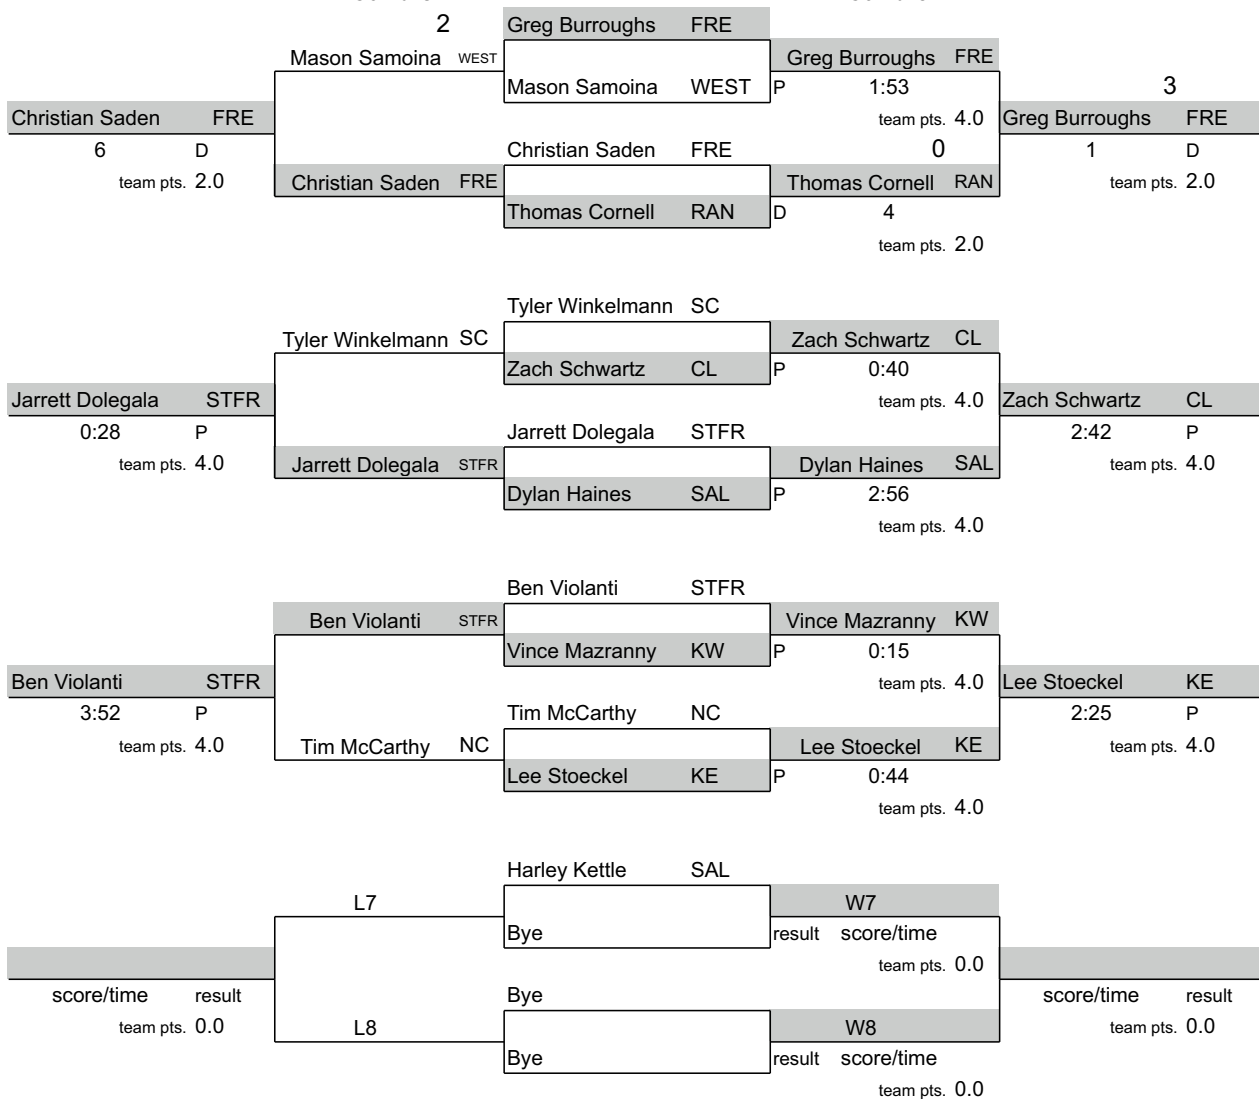 2 Greg Burroughs FRE
Mason Samoina WEST Greg Burroughs FRE
Mason Samoina WEST P 1:53 3
Christian Saden FRE team pts. 4.0 Greg Burroughs FRE
6 D Christian Saden FRE 0 1 D
team pts. 2.0 Christian Saden FRE Thomas Cornell RAN team pts. 2.0
Thomas Cornell RAN D 4
team pts. 2.0
Tyler Winkelmann SC
Tyler Winkelmann SC Zach Schwartz CL
Zach Schwartz CL P 0:40
Jarrett Dolegala STFR team pts. 4.0 Zach Schwartz CL
0:28 P Jarrett Dolegala STFR 2:42 P
team pts. 4.0 Jarrett Dolegala STFR Dylan Haines SAL team pts. 4.0
Dylan Haines SAL P 2:56
team pts. 4.0
Ben Violanti STFR
Ben Violanti STFR Vince Mazranny KW
Vince Mazranny KW P 0:15
Ben Violanti STFR team pts. 4.0 Lee Stoeckel KE
3:52 P Tim McCarthy NC 2:25 P
team pts. 4.0 Tim McCarthy NC Lee Stoeckel KE team pts. 4.0
Lee Stoeckel KE P 0:44
team pts. 4.0
Harley Kettle SAL
L7 W7
Bye result score/time
team pts. 0.0
score/time result Bye score/time result
team pts. 0.0 L8 W8 team pts. 0.0
Bye result score/time
team pts. 0.0